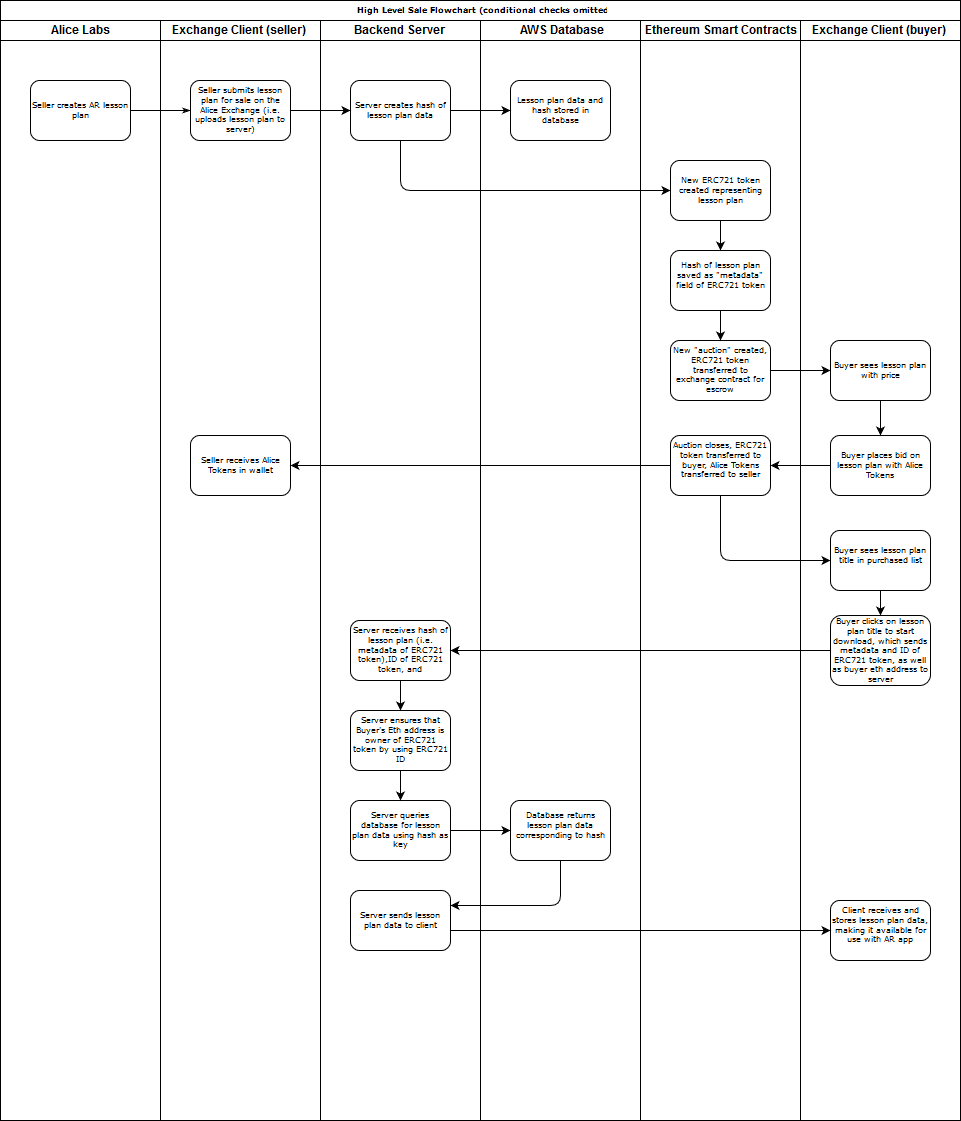 High Level Sale Flowchart (conditional checks omitted
Alice Labs
Exchange Client (seller)
Backend Server
AWS Database
Ethereum Smart Contracts
Exchange Client (buyer)
Seller creates AR lesson
plan
Seller submits lesson
plan for sale on the
Alice Exchange (i.e.
uploads lesson plan to
server)
Server creates hash of
lesson plan data
Lesson plan data and
hash stored in
database
New ERC721 token
created representing
lesson plan
Hash of lesson plan
saved as "metadata"
field of ERC721 token
New "auction" created,
ERC721 token
transferred to
exchange contract for
escrow
Buyer sees lesson plan
with price
Buyer places bid on
lesson plan with Alice
Tokens
Auction closes, ERC721
token transferred to
buyer, Alice Tokens
transferred to seller
Seller receives Alice
Tokens in wallet
Buyer sees lesson plan
title in purchased list
Buyer clicks on lesson
plan title to start
download, which sends
metadata and ID of
ERC721 token, as well
as buyer eth address to
server
Server receives hash of
lesson plan (i.e.
metadata of ERC721
token),ID of ERC721
token, and
Server ensures that
Buyer's Eth address is
owner of ERC721
token by using ERC721
ID
Server queries
database for lesson
plan data using hash as
key
Database returns
lesson plan data
corresponding to hash
Server sends lesson
plan data to client
Client receives and
stores lesson plan data,
making it available for
use with AR app